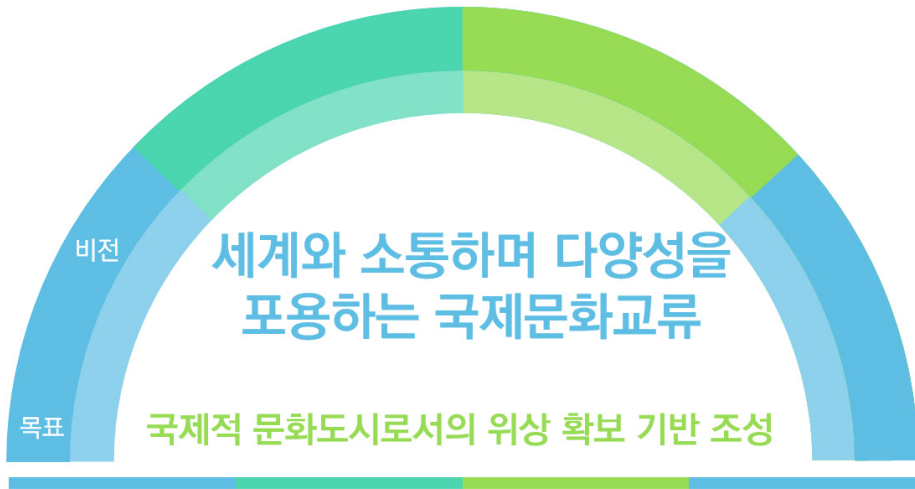 비전
세계와 소통하며 다양성을
포용하는 국제문화교류
목표
국제적 문화도시로서의 위상 확보 기반 조성